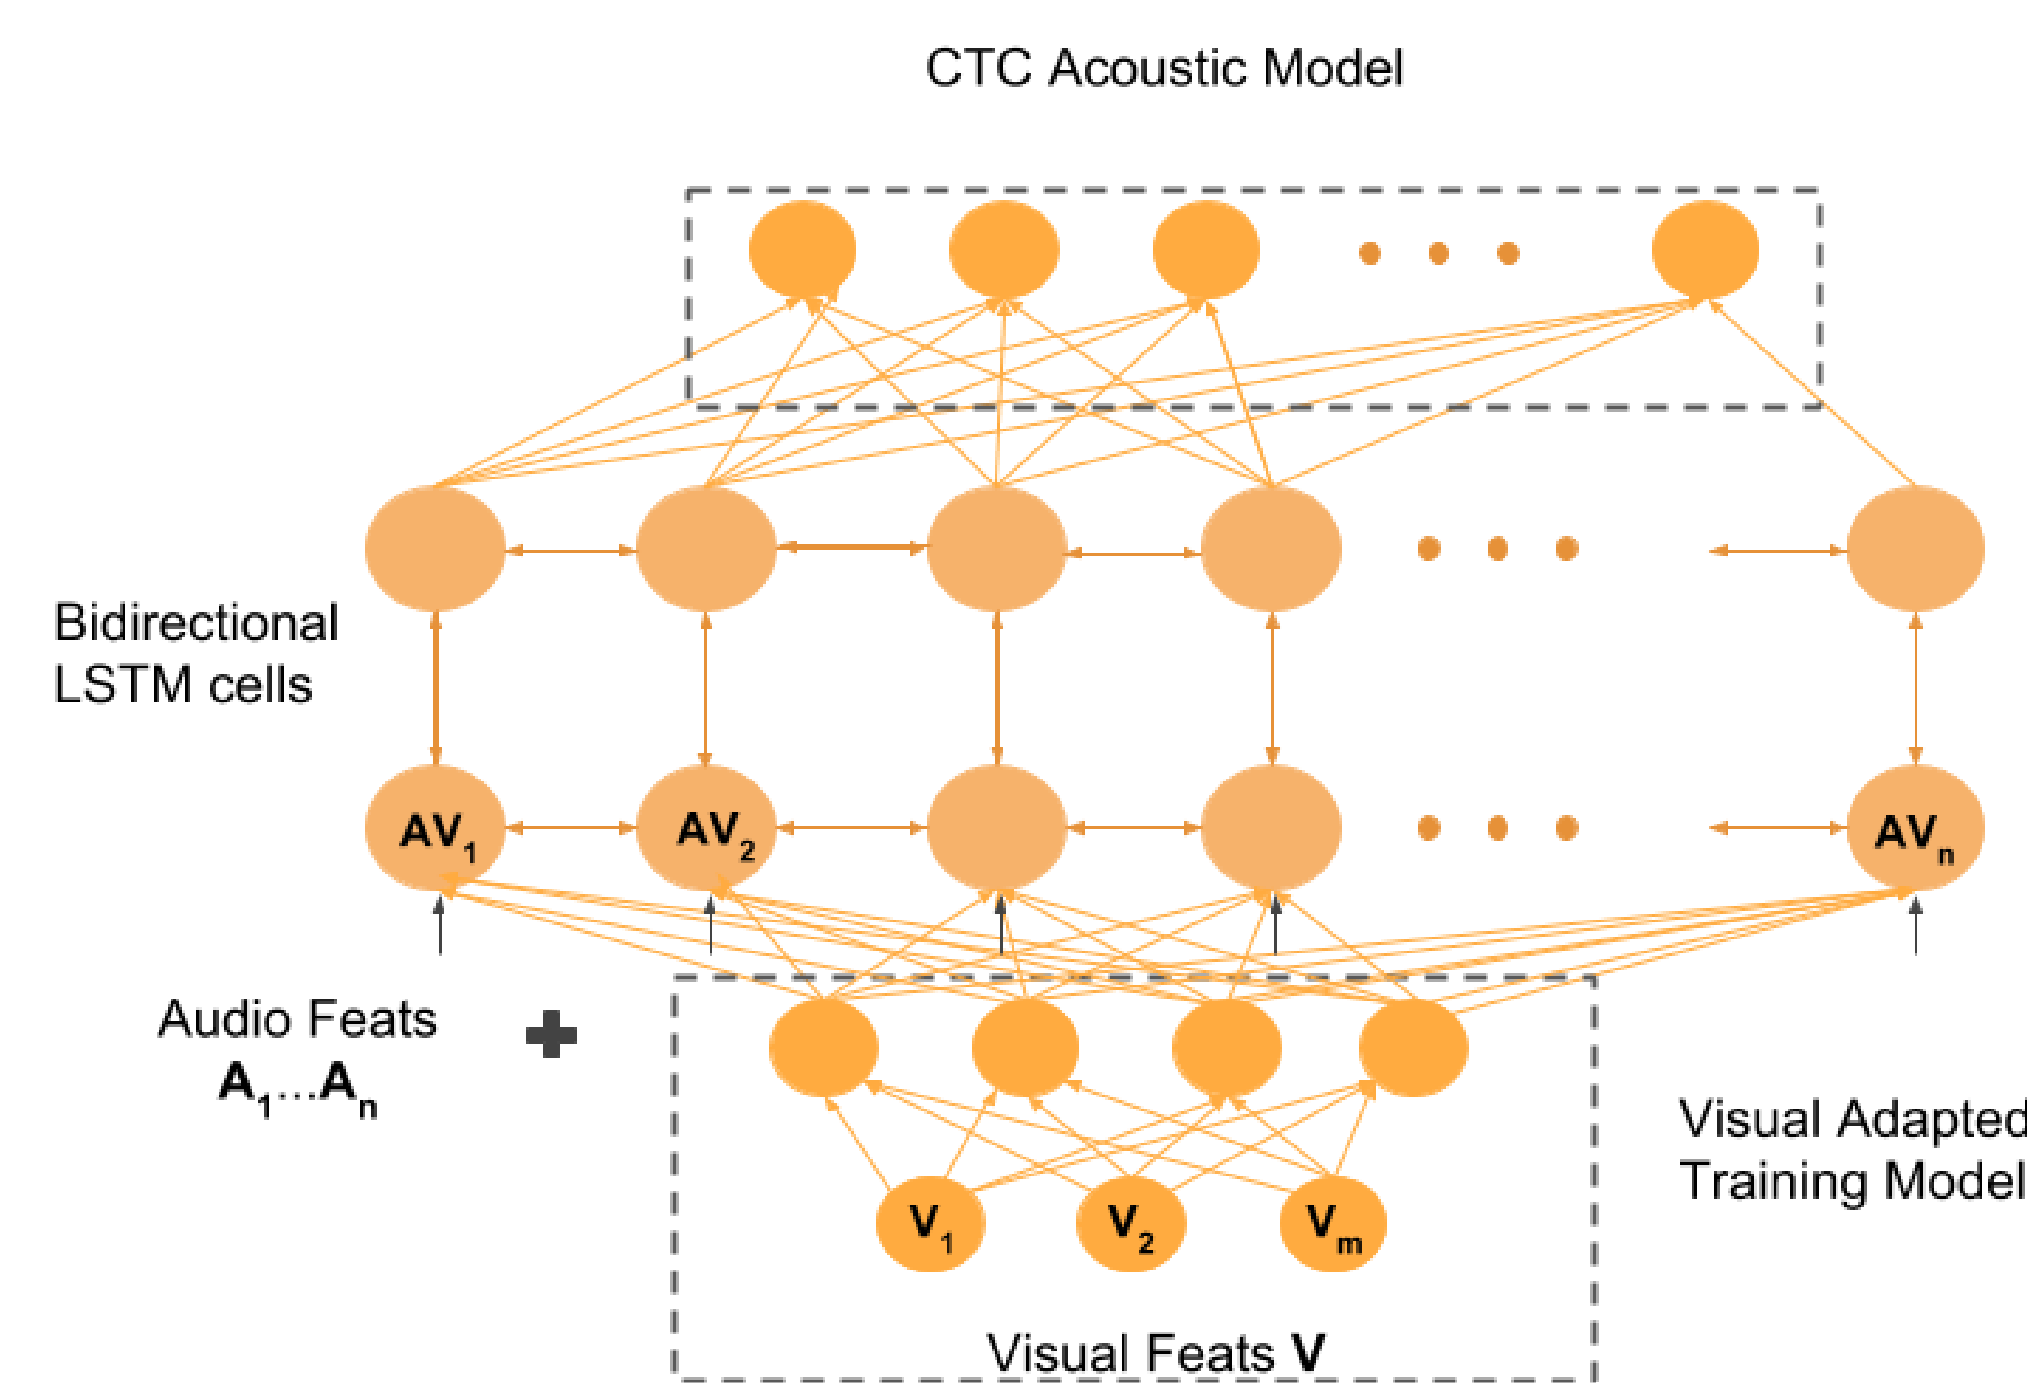 CTC Acoustic Model
Bidirectional
LSTM cells
AV1
AV2
AVn
Audio Feats
A1...An
Visual Adapted
Training Model
V1
V2
Vm
Visual Feats V